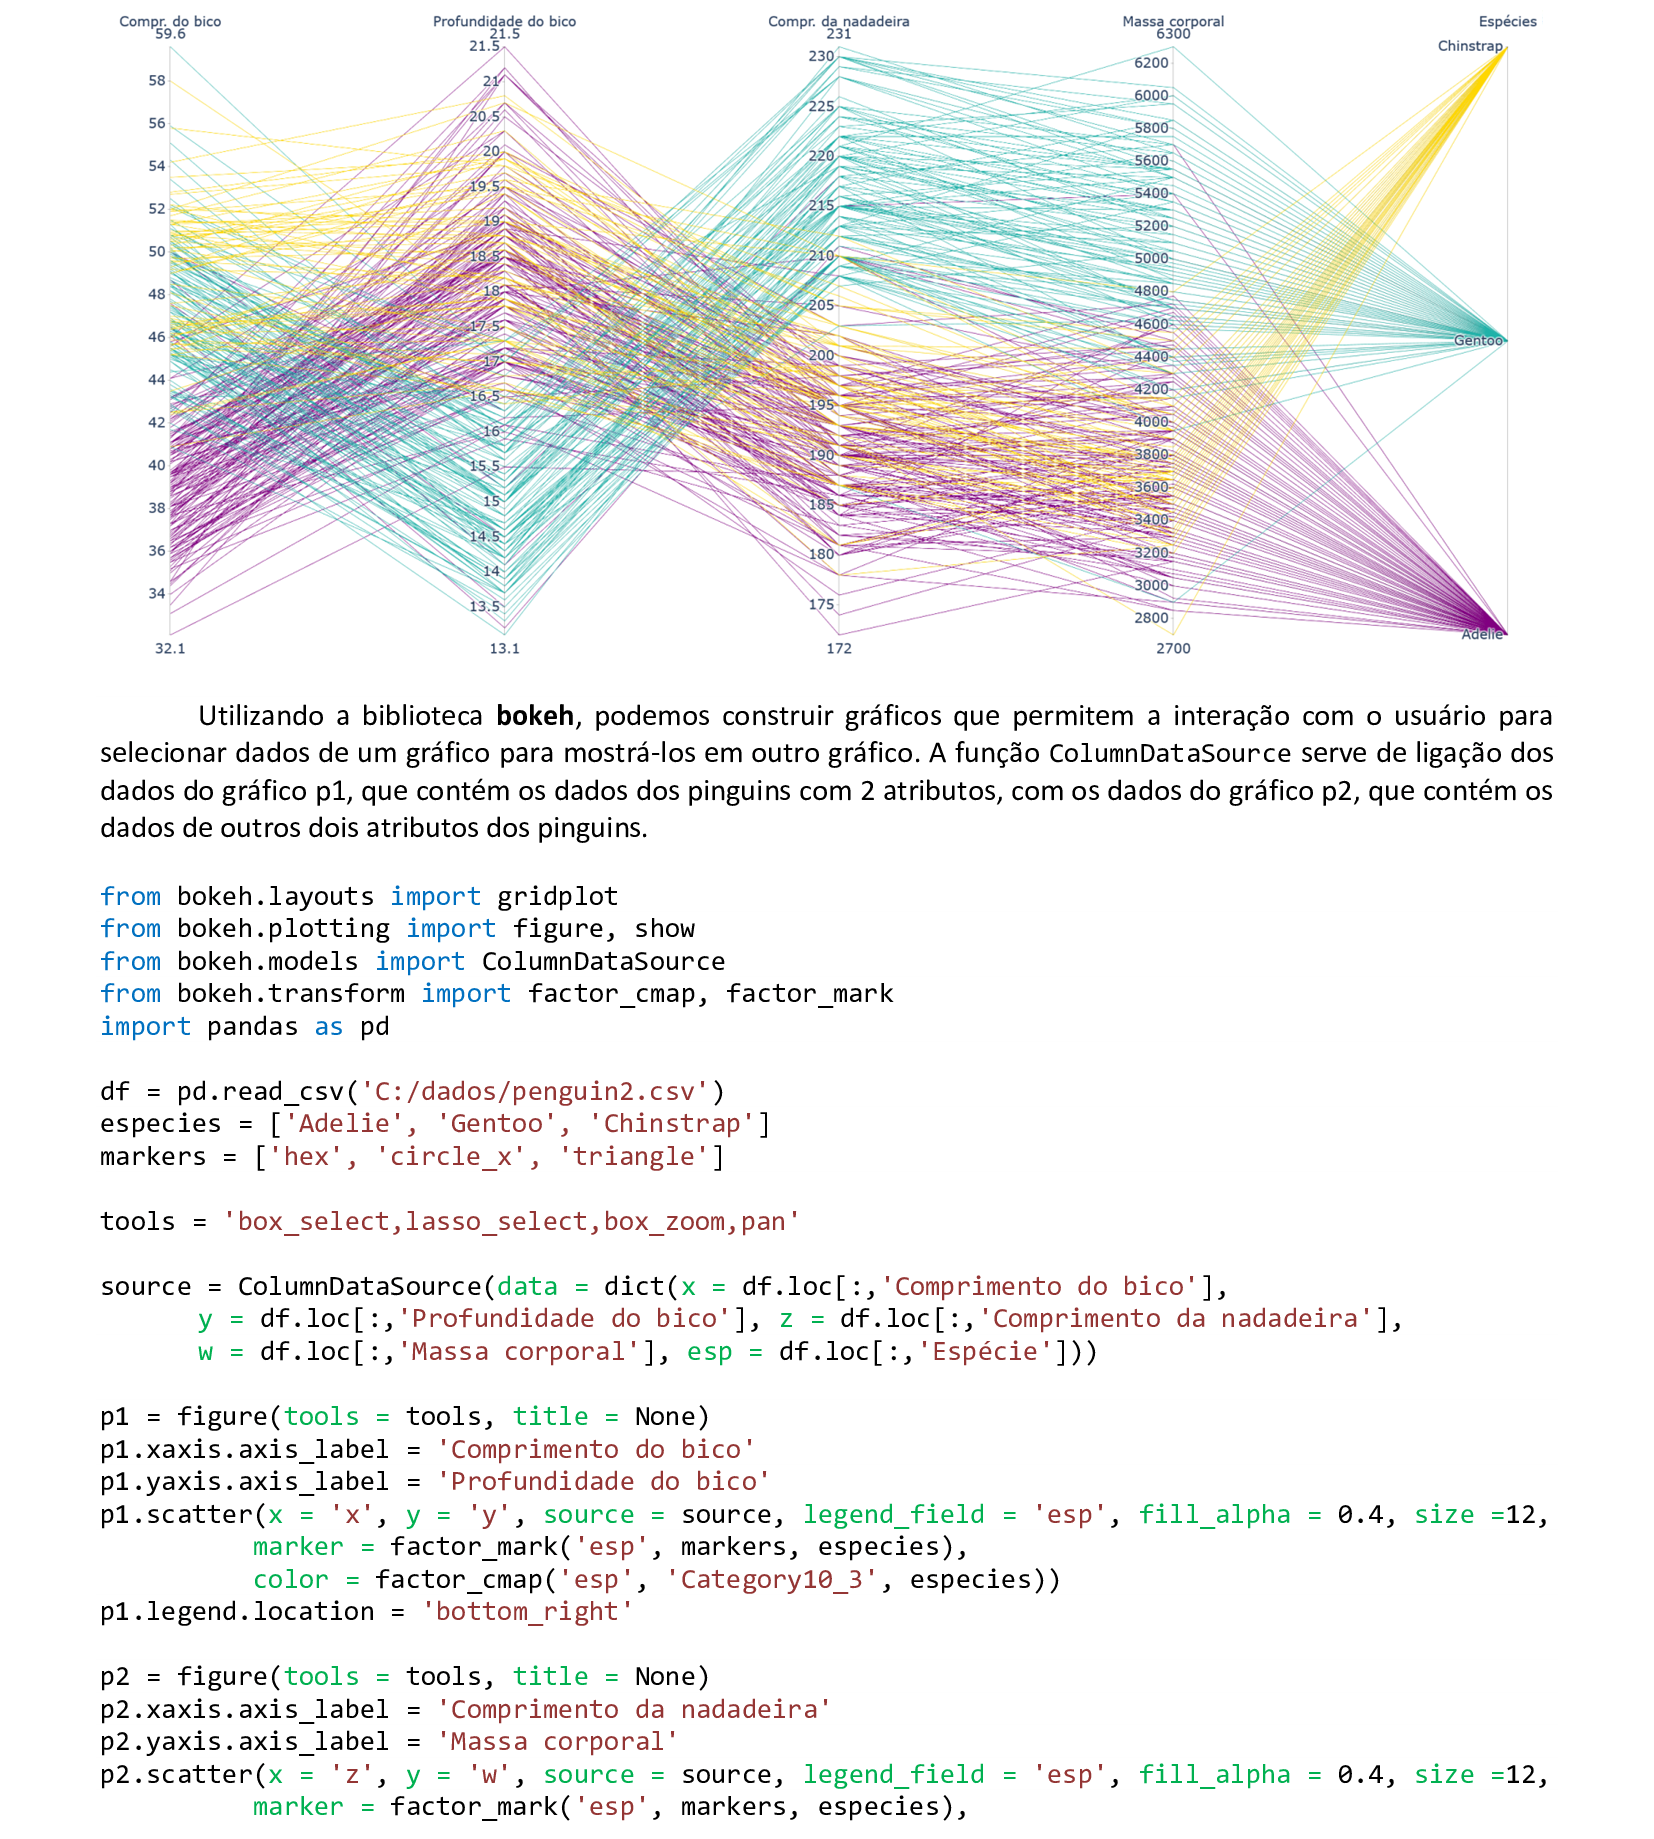 Compr. do bico Profundidade do bico Compr. da nadadeira Massa corporal Espécies
59.6 21.5 231 6300
58
56
54
52
50
48
46
44
42
40
38
36
34
32.1
21.5
21
20.5
20
19.5
19
18.5
18
17.5
17
16.5
16
15.5
15
14.5
14
13.5
13.1
230
225
220
215
210
205
200
195
190
185
180
175
172
6200
6000
5800
5600
5400
5200
5000
4800
4600
4400
4200
4000
3800
3600
3400
3200
3000
2800
2700
Chinstrap
Gentoo
Adelie
Utilizando a biblioteca bokeh, podemos construir gráficos que permitem a interação com o usuário para
selecionar dados de um gráfico para mostrá-los em outro gráfico. A função ColumnDataSource serve de ligação dos
dados do gráfico p1, que contém os dados dos pinguins com 2 atributos, com os dados do gráfico p2, que contém os
dados de outros dois atributos dos pinguins.
from bokeh.layouts import gridplot
from bokeh.plotting import figure, show
from bokeh.models import ColumnDataSource
from bokeh.transform import factor_cmap, factor_mark
import pandas as pd
df = pd.read_csv('C:/dados/penguin2.csv')
especies = ['Adelie', 'Gentoo', 'Chinstrap']
markers = ['hex', 'circle_x', 'triangle']
tools = 'box_select,lasso_select,box_zoom,pan'
source = ColumnDataSource(data = dict(x = df.loc[:,'Comprimento do bico'],
y = df.loc[:,'Profundidade do bico'], z = df.loc[:,'Comprimento da nadadeira'],
w = df.loc[:,'Massa corporal'], esp = df.loc[:,'Espécie']))
p1 = figure(tools = tools, title = None)
p1.xaxis.axis_label = 'Comprimento do bico'
p1.yaxis.axis_label = 'Profundidade do bico'
p1.scatter(x = 'x', y = 'y', source = source, legend_field = 'esp', fill_alpha = 0.4, size =12,
marker = factor_mark('esp', markers, especies),
color = factor_cmap('esp', 'Category10_3', especies))
p1.legend.location = 'bottom_right'
p2 = figure(tools = tools, title = None)
p2.xaxis.axis_label = 'Comprimento da nadadeira'
p2.yaxis.axis_label = 'Massa corporal'
p2.scatter(x = 'z', y = 'w', source = source, legend_field = 'esp', fill_alpha = 0.4, size =12,
marker = factor_mark('esp', markers, especies),